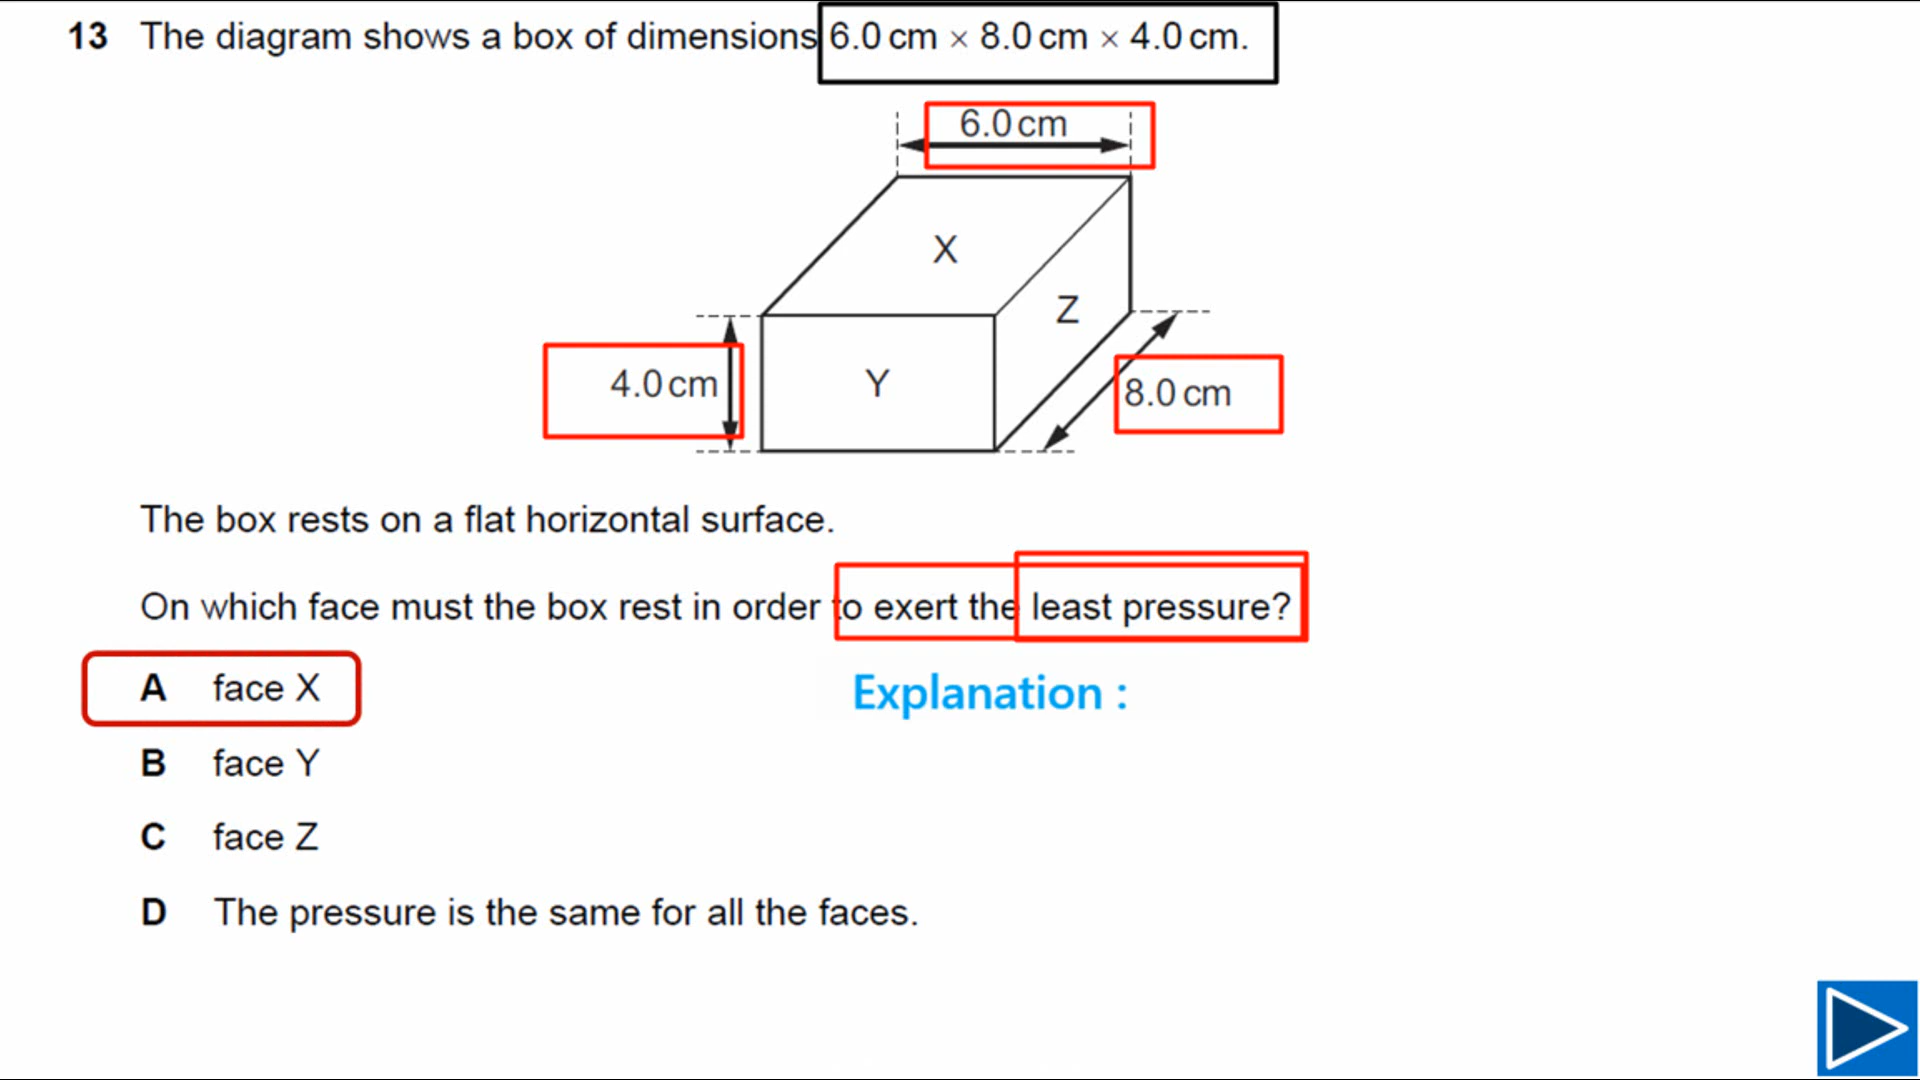 13 The diagram shows a box of dimensions 6.0 cm × 8.0 cm × 4.0 cm.
6.0 cm
X
Z
4.0 cm
Y
8.0 cm
The box rests on a flat horizontal surface.
On which face must the box rest in order to exert the least pressure?
A face X
Explanation :
B face Y
C face Z
D The pressure is the same for all the faces.